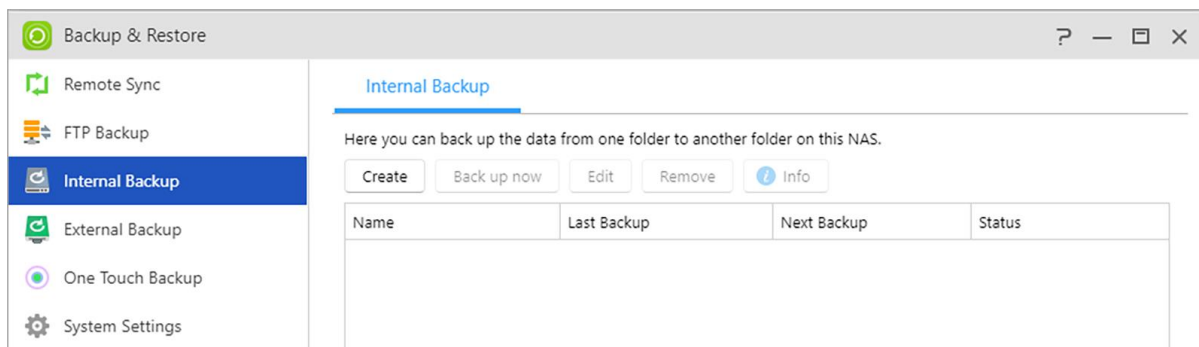 Backup & Restore
Remote Sync
FTP Backup
Internal Backup
External Backup
One Touch Backup
System Settings
Internal Backup
Here you can back up the data from one folder to another folder on this NAS.
Create Back up now Edit Remove i Info
Name Last Backup Next Backup Status